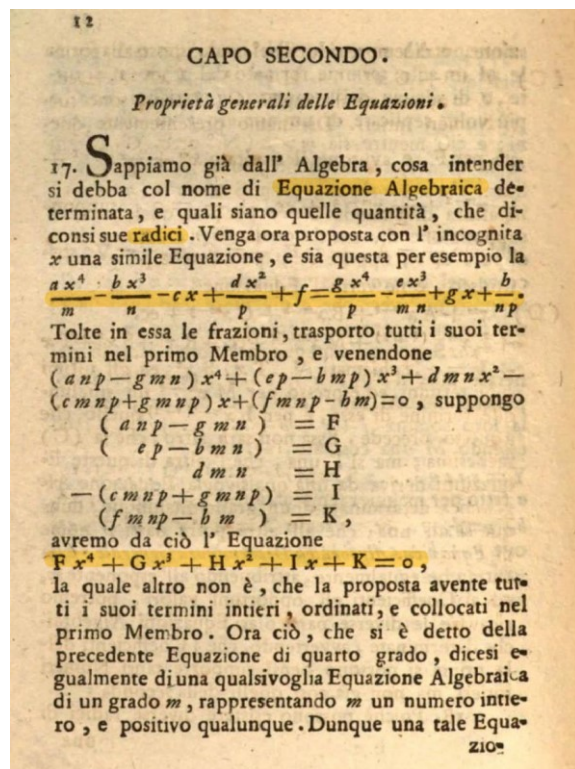 12
CAPO SECONDO.
Proprietà generali delle Equazioni.
17. Sappiamo già dall' Algebra, cosa intender
si debba col nome di Equazione Algebraica de-
terminata, e quali siano quelle quantità, che di-
consi sue radici. Venga ora proposta con l' incognita
x una simile Equazione, e sia questa per esempio la
ax⁴/m − bx³/n − cx + dx²/p + f = gx⁴/p − ex³/mn + gx + h/np.
Tolte in essa le frazioni, trasporto tutti i suoi ter-
mini nel primo Membro, e venendone
(anp—gmn) x⁴ + (ep—bmp) x³ + dmnx² —
(cmnp+gmnp) x + (fmnp-hm)=0, suppongo
(anp—gmn) = F
(ep—bmn) = G
dmn = H
—(cmnp+gmnp) = I
(fmnp—hm) = K,
avremo da ciò l' Equazione
Fx⁴ + Gx³ + Hx² + Ix + K = 0,
la quale altro non è, che la proposta avente tut-
ti i suoi termini intieri, ordinati, e collocati nel
primo Membro. Ora ciò, che si è detto della
precedente Equazione di quarto grado, dicesi e-
gualmente di una qualsivoglia Equazione Algebraica
di un grado m, rappresentando m un numero intie-
ro, e positivo qualunque. Dunque una tale Equa-
zio-